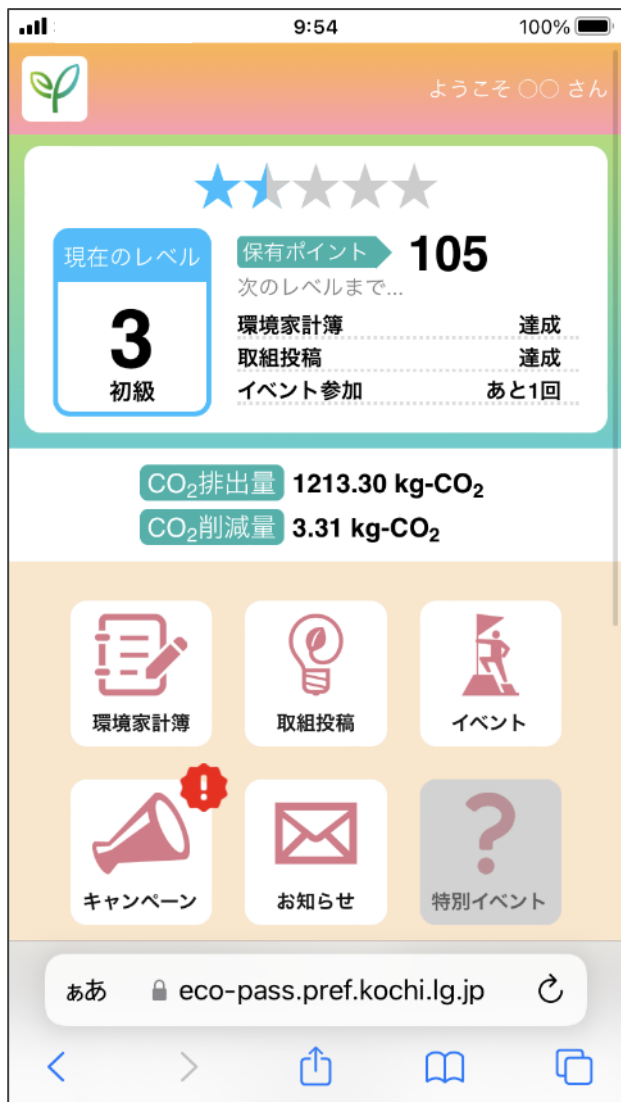 9:54
100%
ようこそ 〇〇 さん
現在のレベル
3
初級
保有ポイント 105
次のレベルまで...
環境家計簿 達成
取組投稿 達成
イベント参加 あと1回
CO₂排出量 1213.30 kg-CO₂
CO₂削減量 3.31 kg-CO₂
環境家計簿 取組投稿 イベント
!
キャンペーン お知らせ 特別イベント
?
ぁあ eco-pass.pref.kochi.lg.jp